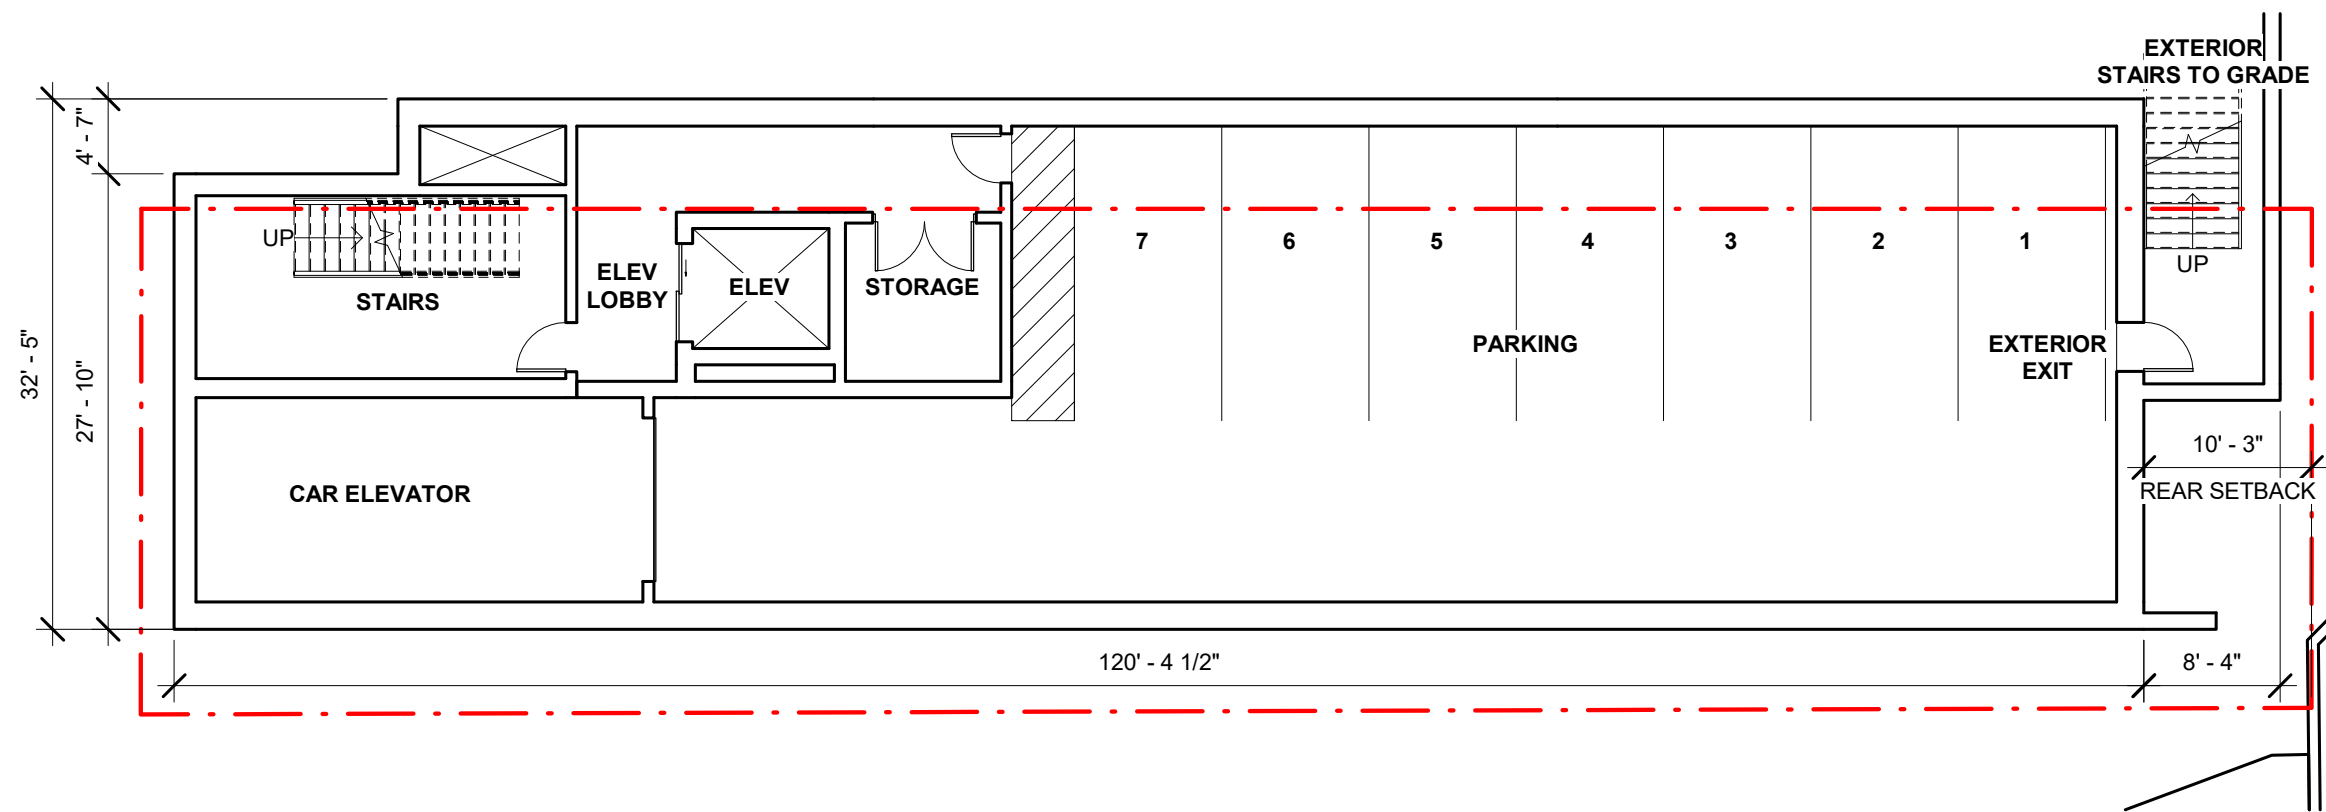 EXTERIOR
STAIRS TO GRADE
4' - 7"
32' - 5"
27' - 10"
UP
STAIRS
ELEV
LOBBY
ELEV
STORAGE
7
6
5
4
3
2
1
UP
PARKING
EXTERIOR
EXIT
CAR ELEVATOR
10' - 3"
REAR SETBACK
120' - 4 1/2"
8' - 4"